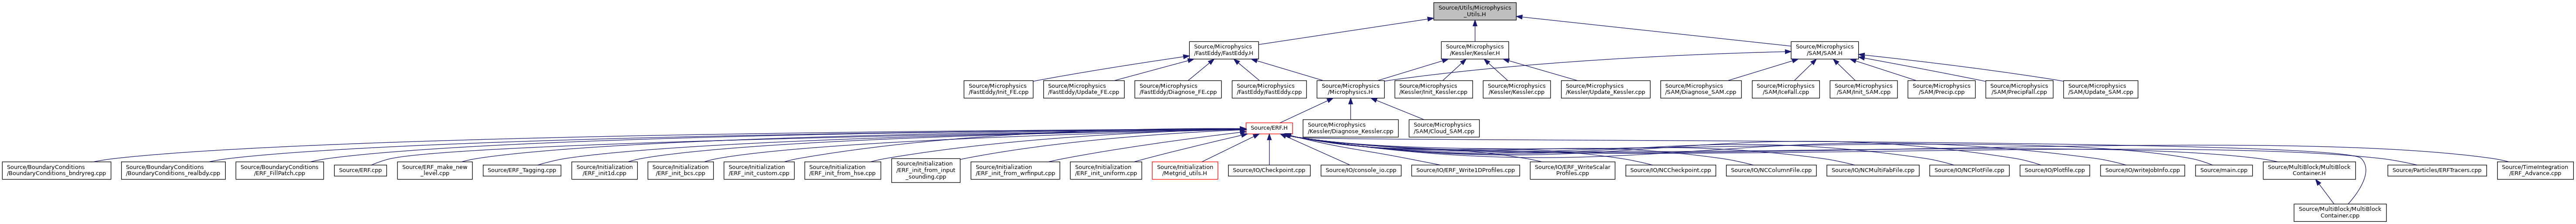 Source/Utils/Microphysics
_Utils.H
Source/Microphysics
/FastEddy/FastEddy.H
Source/Microphysics
/Kessler/Kessler.H
Source/Microphysics
/SAM/SAM.H
Source/Microphysics
/FastEddy/Init_FE.cpp
Source/Microphysics
/FastEddy/Update_FE.cpp
Source/Microphysics
/FastEddy/Diagnose_FE.cpp
Source/Microphysics
/FastEddy/FastEddy.cpp
Source/Microphysics
/Microphysics.H
Source/Microphysics
/Kessler/Init_Kessler.cpp
Source/Microphysics
/Kessler/Kessler.cpp
Source/Microphysics
/Kessler/Update_Kessler.cpp
Source/Microphysics
/SAM/Diagnose_SAM.cpp
Source/Microphysics
/SAM/IceFall.cpp
Source/Microphysics
/SAM/Init_SAM.cpp
Source/Microphysics
/SAM/Precip.cpp
Source/Microphysics
/SAM/PrecipFall.cpp
Source/Microphysics
/SAM/Update_SAM.cpp
Source/ERF.H
Source/Microphysics
/Kessler/Diagnose_Kessler.cpp
Source/Microphysics
/SAM/Cloud_SAM.cpp
Source/BoundaryConditions
/BoundaryConditions_bndryreg.cpp
Source/BoundaryConditions
/BoundaryConditions_realbdy.cpp
Source/BoundaryConditions
/ERF_FillPatch.cpp
Source/ERF.cpp
Source/ERF_make_new
_level.cpp
Source/ERF_Tagging.cpp
Source/Initialization
/ERF_init1d.cpp
Source/Initialization
/ERF_init_bcs.cpp
Source/Initialization
/ERF_init_custom.cpp
Source/Initialization
/ERF_init_from_hse.cpp
Source/Initialization
/ERF_init_from_input
_sounding.cpp
Source/Initialization
/ERF_init_from_wrfinput.cpp
Source/Initialization
/ERF_init_uniform.cpp
Source/Initialization
/Metgrid_utils.H
Source/IO/Checkpoint.cpp
Source/IO/console_io.cpp
Source/IO/ERF_Write1DProfiles.cpp
Source/IO/ERF_WriteScalar
Profiles.cpp
Source/IO/NCCheckpoint.cpp
Source/IO/NCColumnFile.cpp
Source/IO/NCMultiFabFile.cpp
Source/IO/NCPlotFile.cpp
Source/IO/Plotfile.cpp
Source/IO/writeJobInfo.cpp
Source/main.cpp
Source/MultiBlock/MultiBlock
Container.H
Source/Particles/ERFTracers.cpp
Source/TimeIntegration
/ERF_Advance.cpp
Source/MultiBlock/MultiBlock
Container.cpp